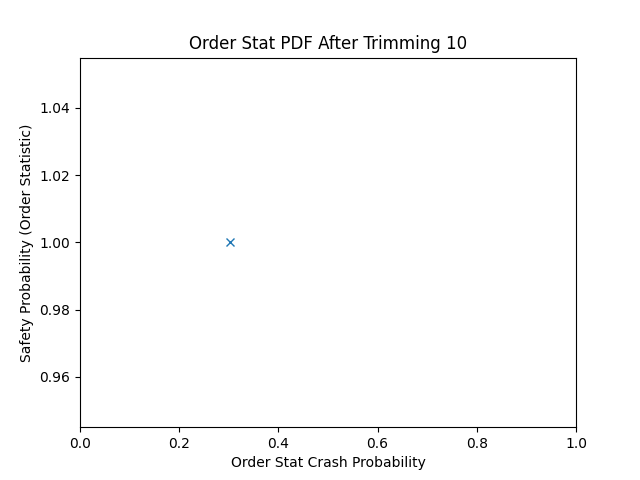 Order Stat PDF After Trimming 10
Safety Probability (Order Statistic)
1.04
1.02
1.00
0.98
0.96
0.0 0.2 0.4 0.6 0.8 1.0
Order Stat Crash Probability